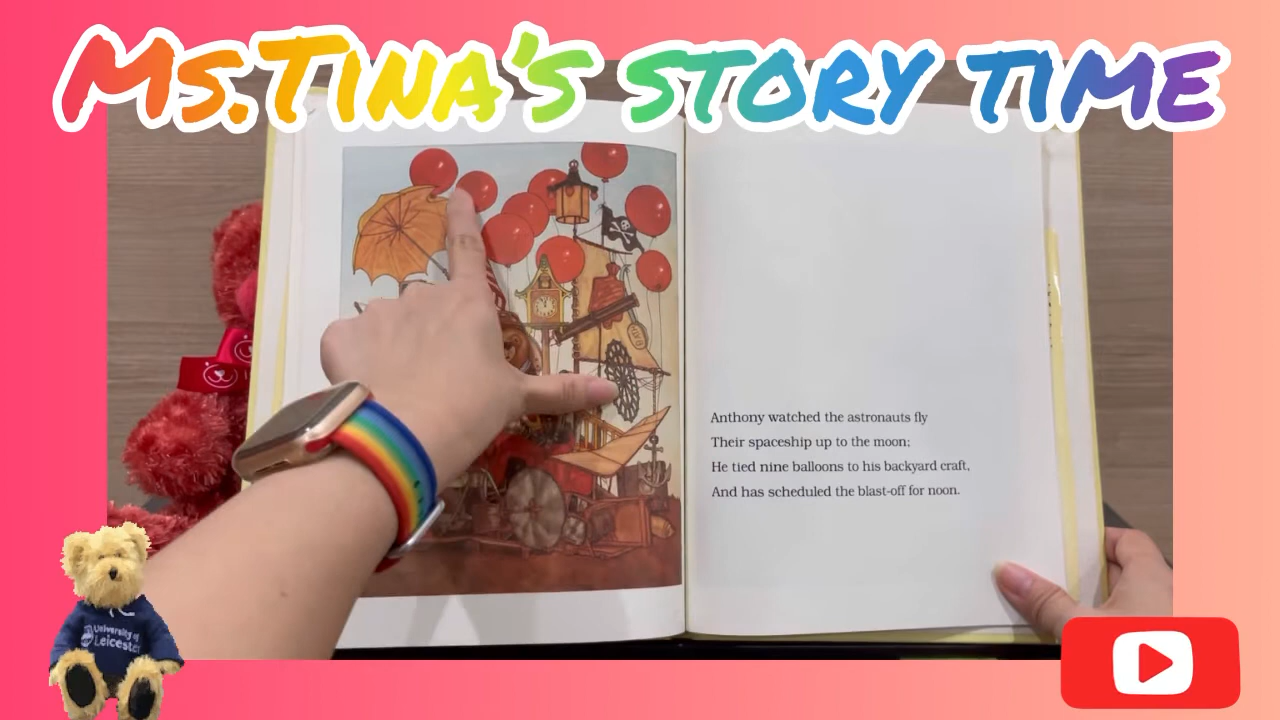 Ms.Tina's story time
Anthony watched the astronauts fly
Their spaceship up to the moon;
He tied nine balloons to his backyard craft,
And has scheduled the blast-off for noon.
University of
Leicester